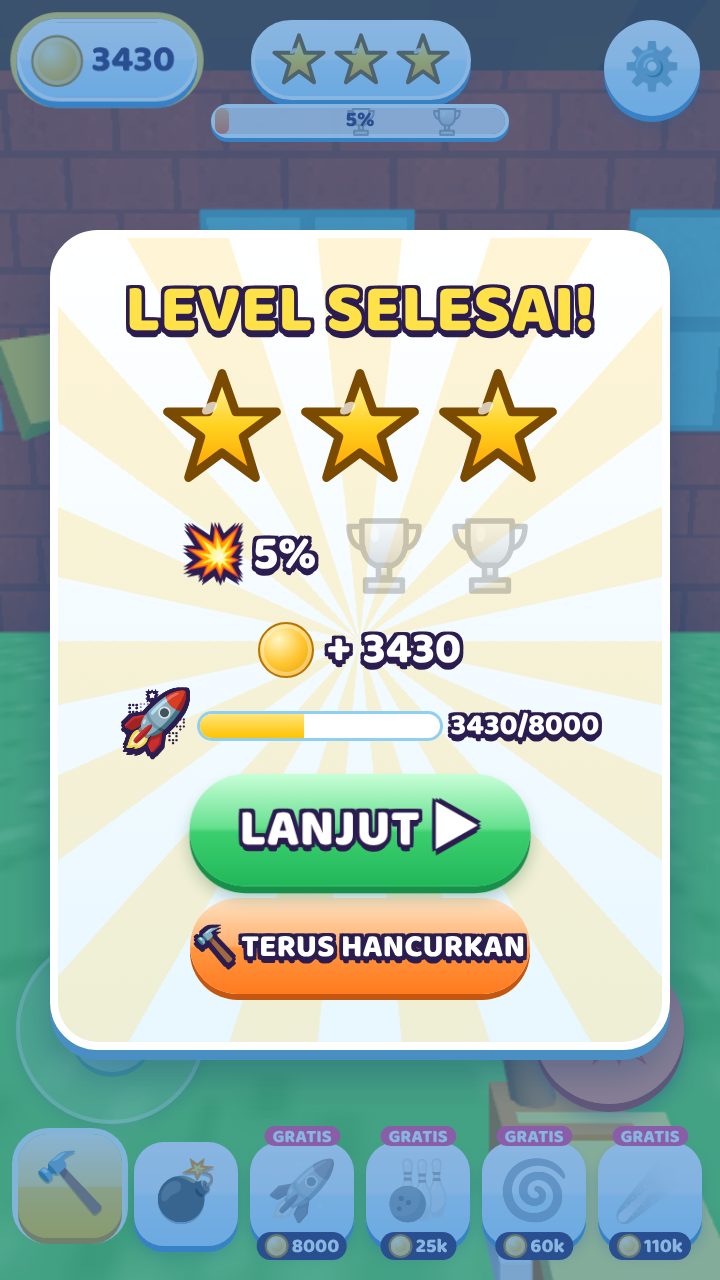 3430
5%
LEVEL SELESAI!
5%
+ 3430
3430/8000
LANJUT
TERUS HANCURKAN
GRATIS GRATIS GRATIS GRATIS
8000 25k 60k 110k